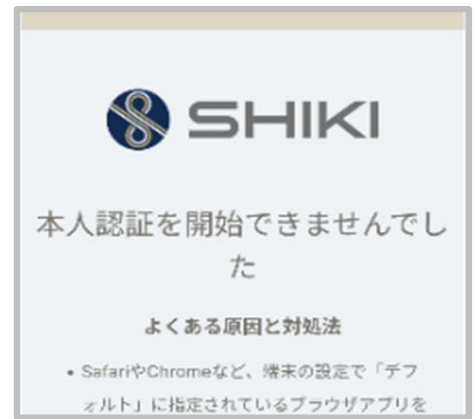 SHIKI
本人認証を開始できませんでし
た
よくある原因と対処法
• SafariやChromeなど、端末の設定で「デフ
ォルト」に指定されているブラウザアプリを